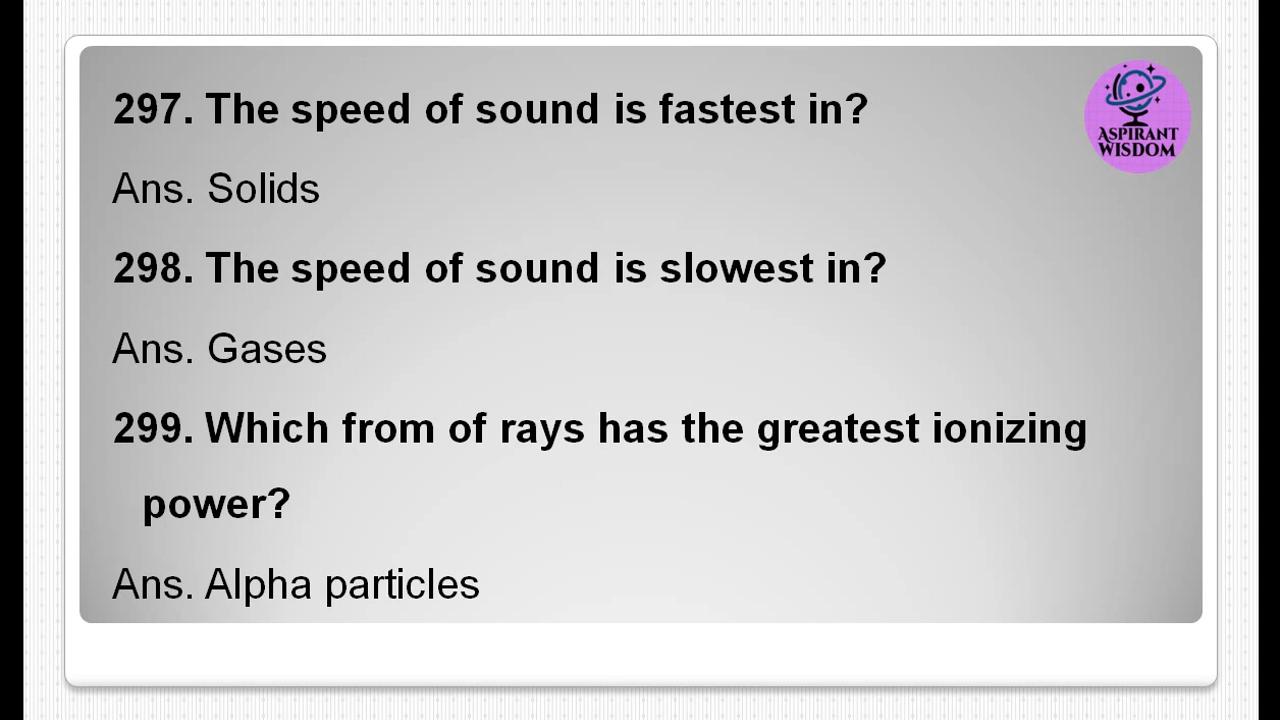 297. The speed of sound is fastest in?
ASPIRANT
WISDOM
Ans. Solids
298. The speed of sound is slowest in?
Ans. Gases
299. Which from of rays has the greatest ionizing
power?
Ans. Alpha particles